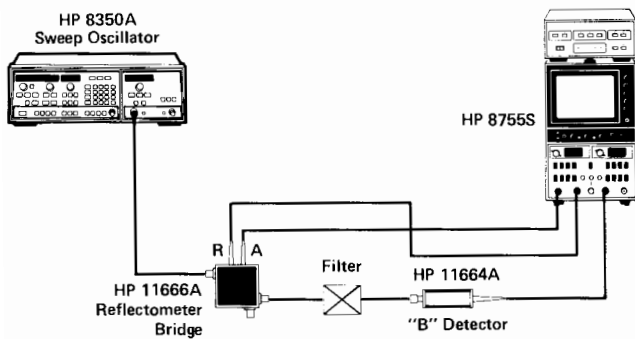 HP 8350A
Sweep Oscillator
HP 8755S
R A
Filter
HP 11664A
HP 11666A
Reflectometer
Bridge
"B" Detector